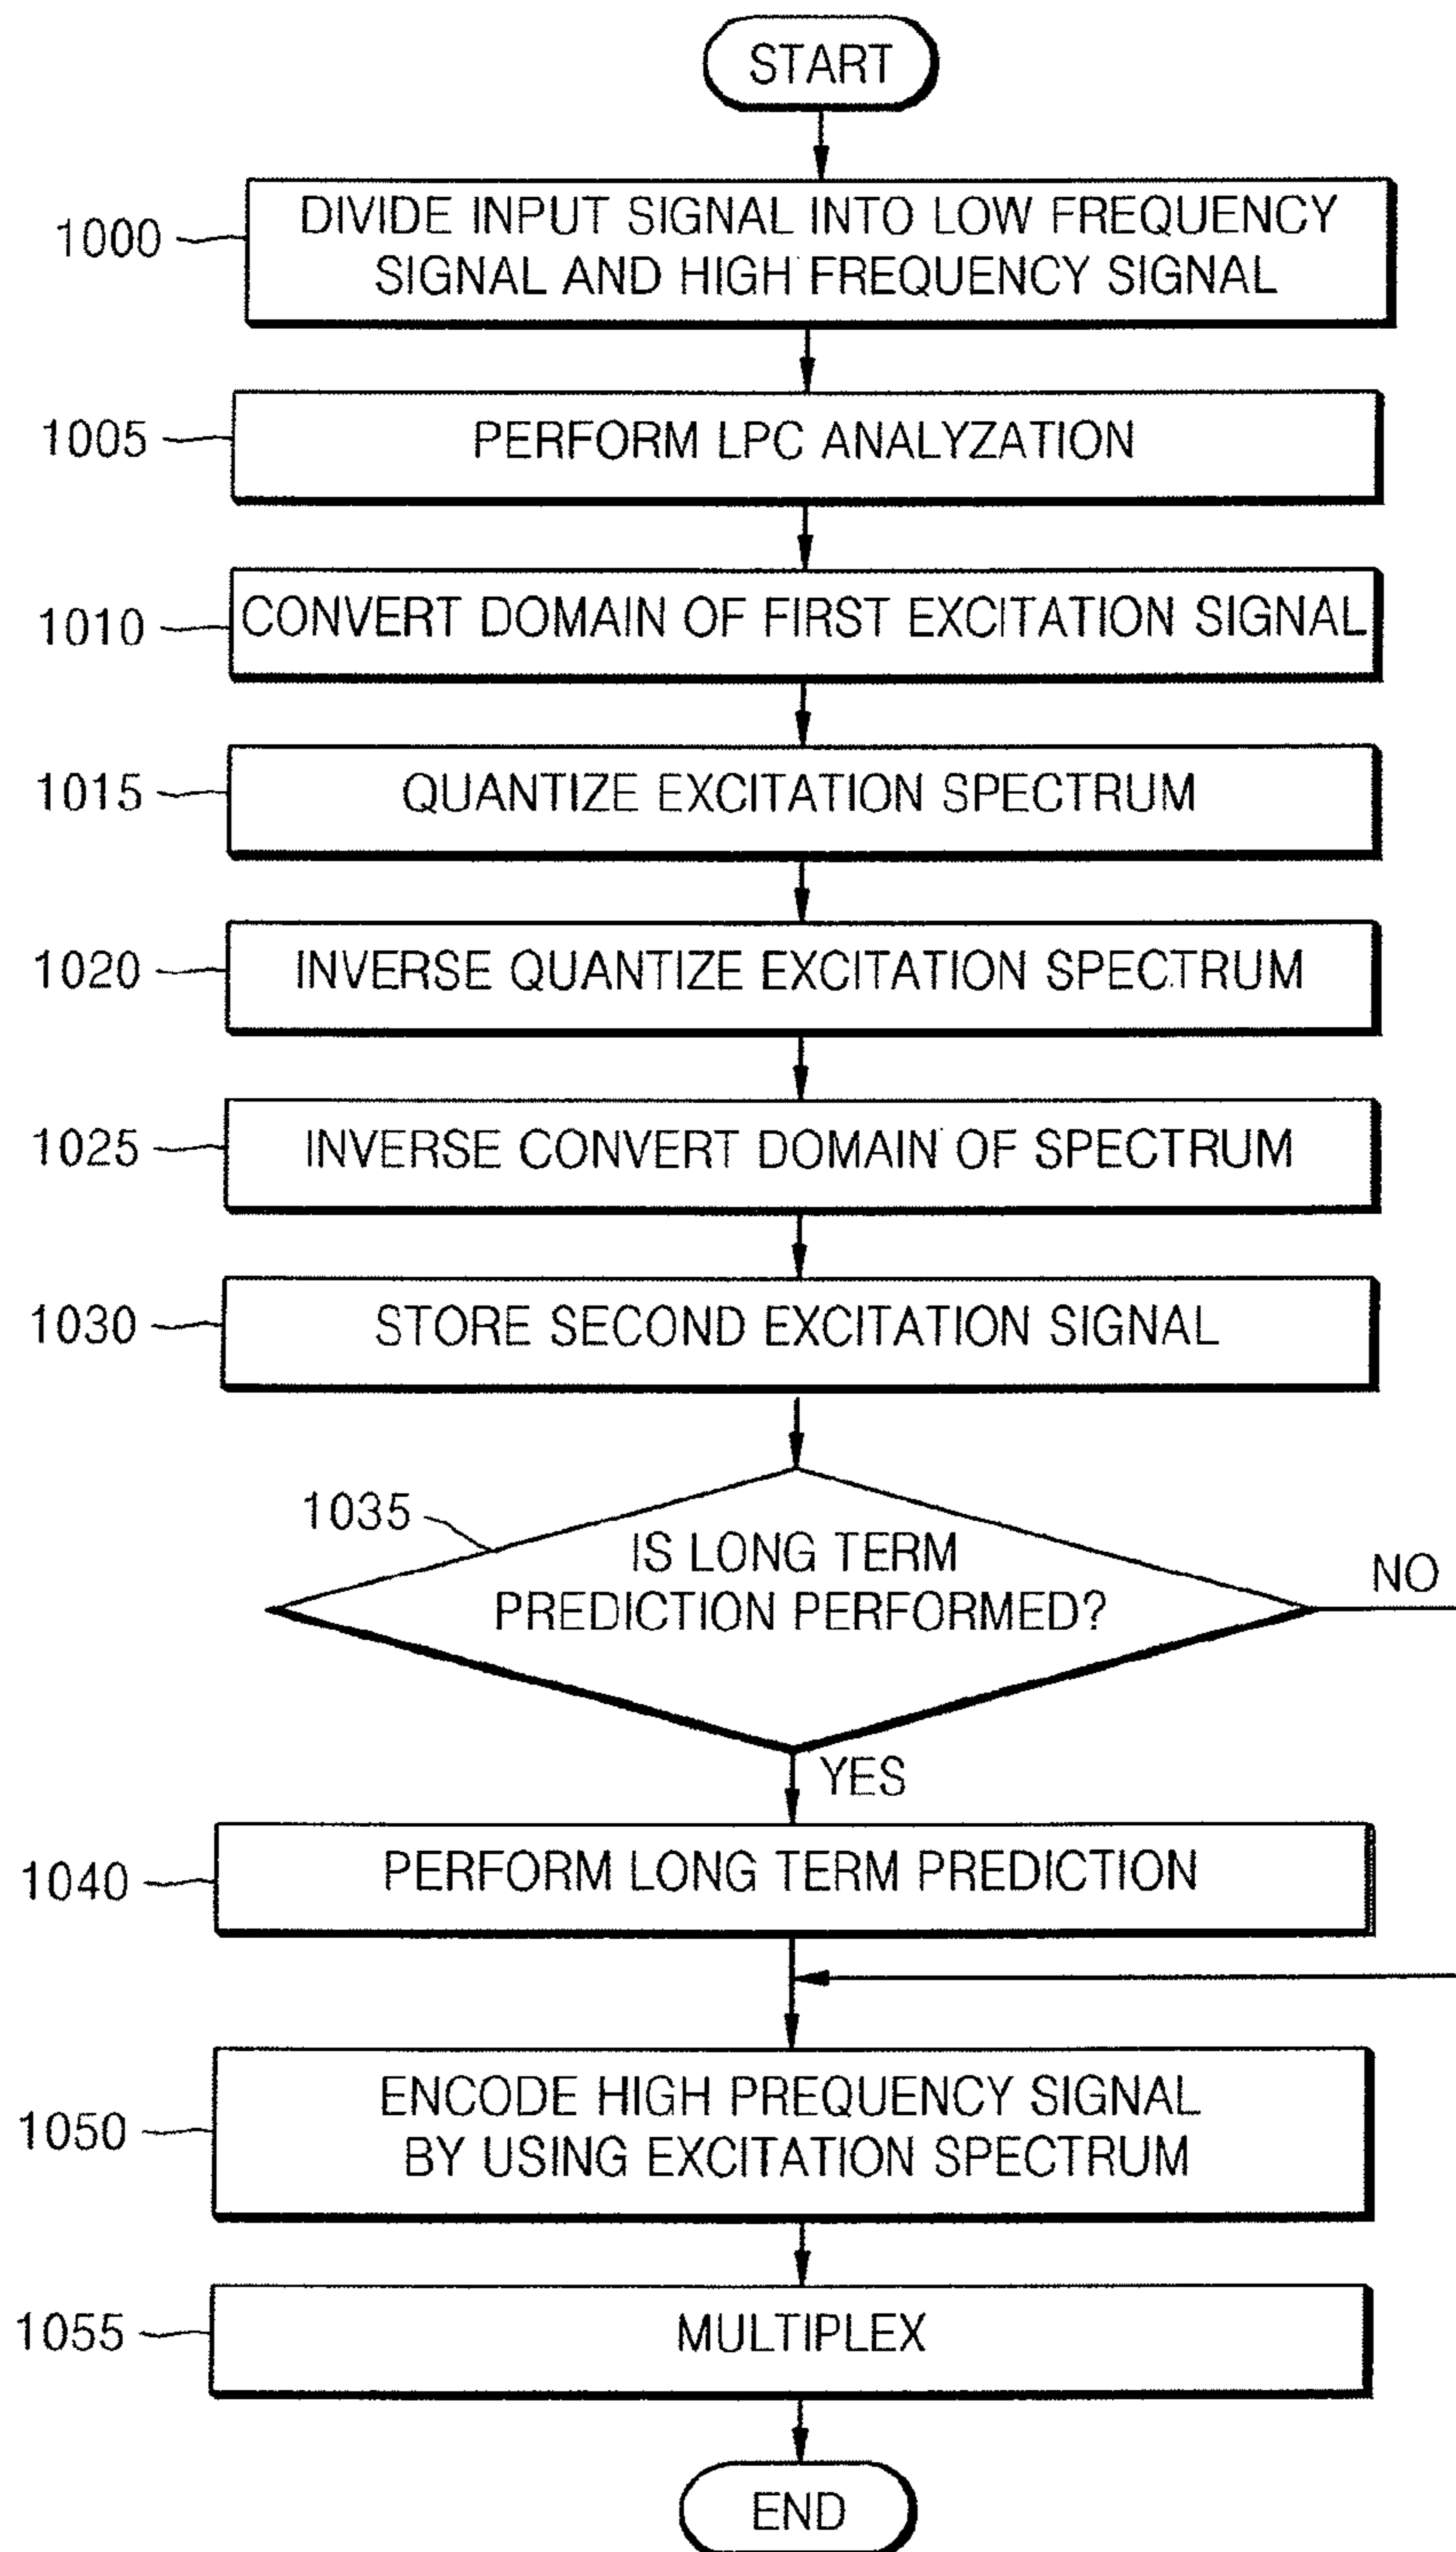 START
1000
DIVIDE INPUT SIGNAL INTO LOW FREQUENCY
SIGNAL AND HIGH FREQUENCY SIGNAL
1005
PERFORM LPC ANALYZATION
1010
CONVERT DOMAIN OF FIRST EXCITATION SIGNAL
1015
QUANTIZE EXCITATION SPECTRUM
1020
INVERSE QUANTIZE EXCITATION SPECTRUM
1025
INVERSE CONVERT DOMAIN OF SPECTRUM
1030
STORE SECOND EXCITATION SIGNAL
1035
IS LONG TERM
PREDICTION PERFORMED?
NO
YES
1040
PERFORM LONG TERM PREDICTION
1050
ENCODE HIGH PREQUENCY SIGNAL
BY USING EXCITATION SPECTRUM
1055
MULTIPLEX
END